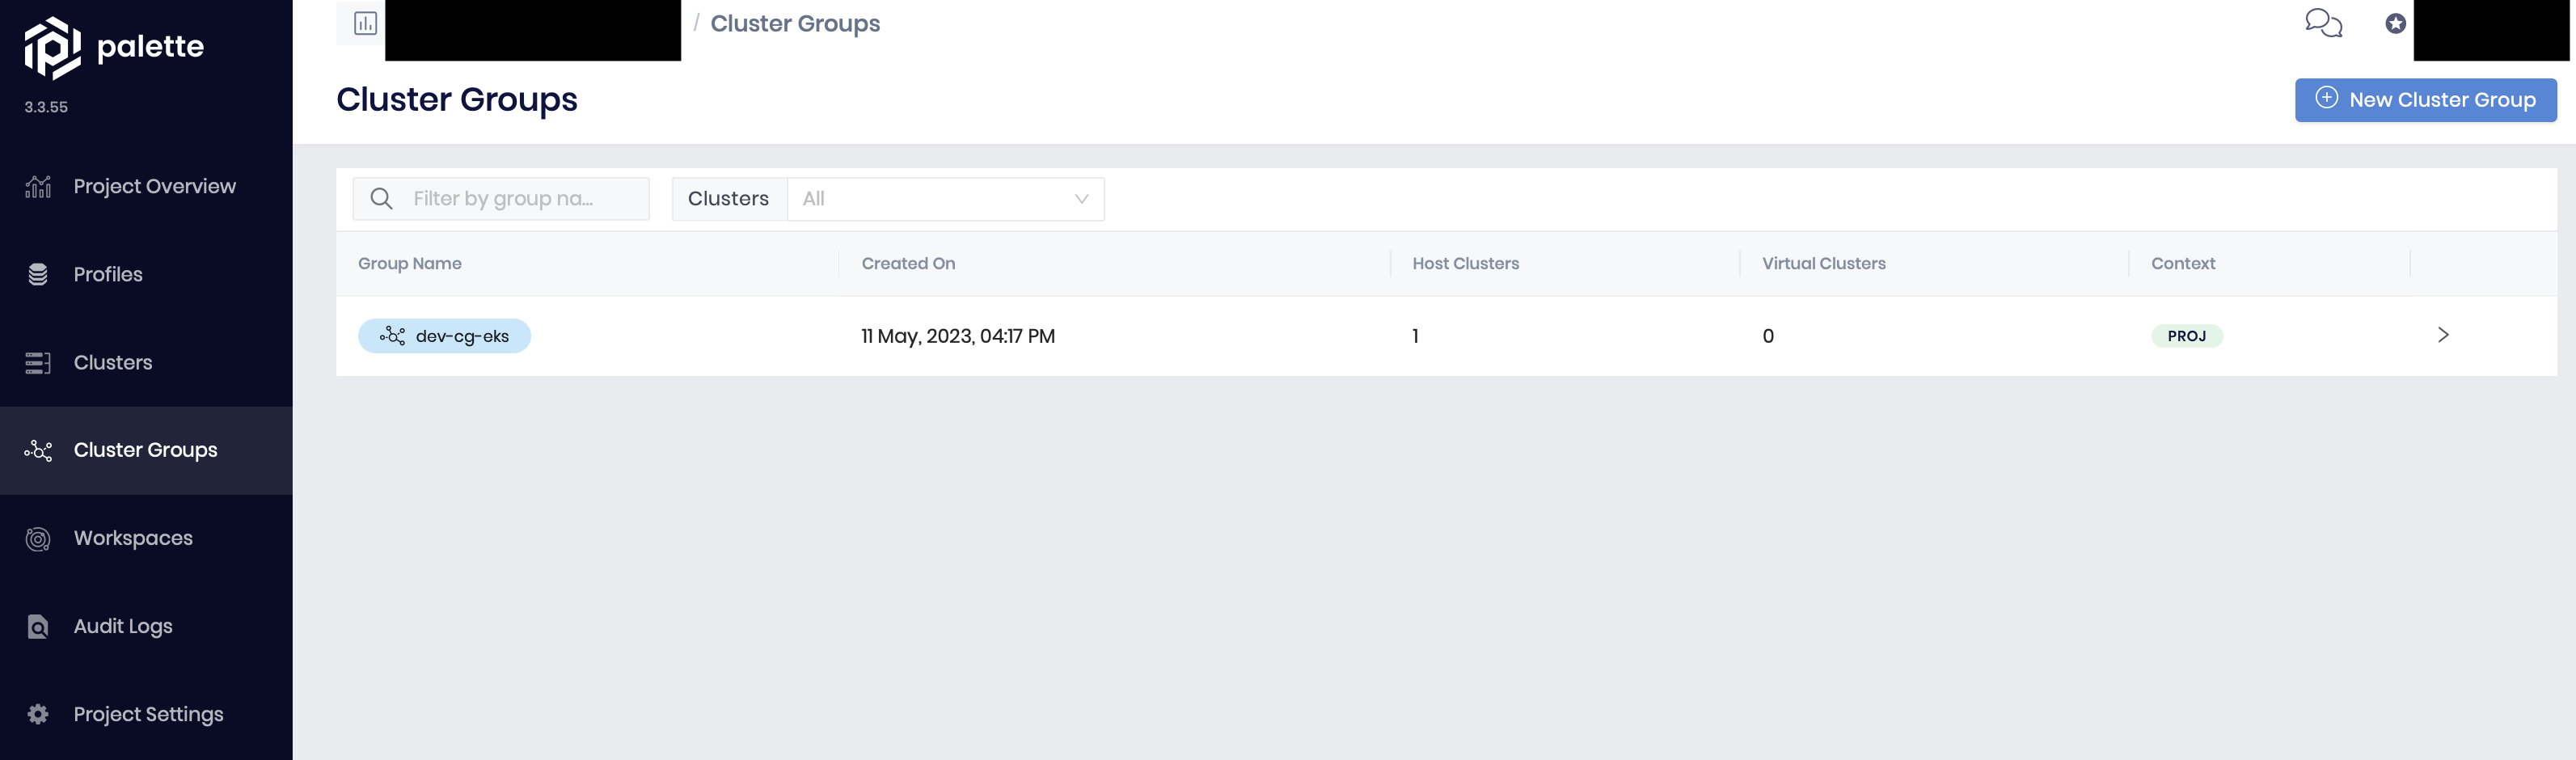 palette
3.3.55
Project Overview
Profiles
Clusters
Cluster Groups
Workspaces
Audit Logs
Project Settings
/ Cluster Groups
Cluster Groups
New Cluster Group
Filter by group na...
Clusters All
Group Name Created On Host Clusters Virtual Clusters Context
dev-cg-eks 11 May, 2023, 04:17 PM 1 0 PROJ